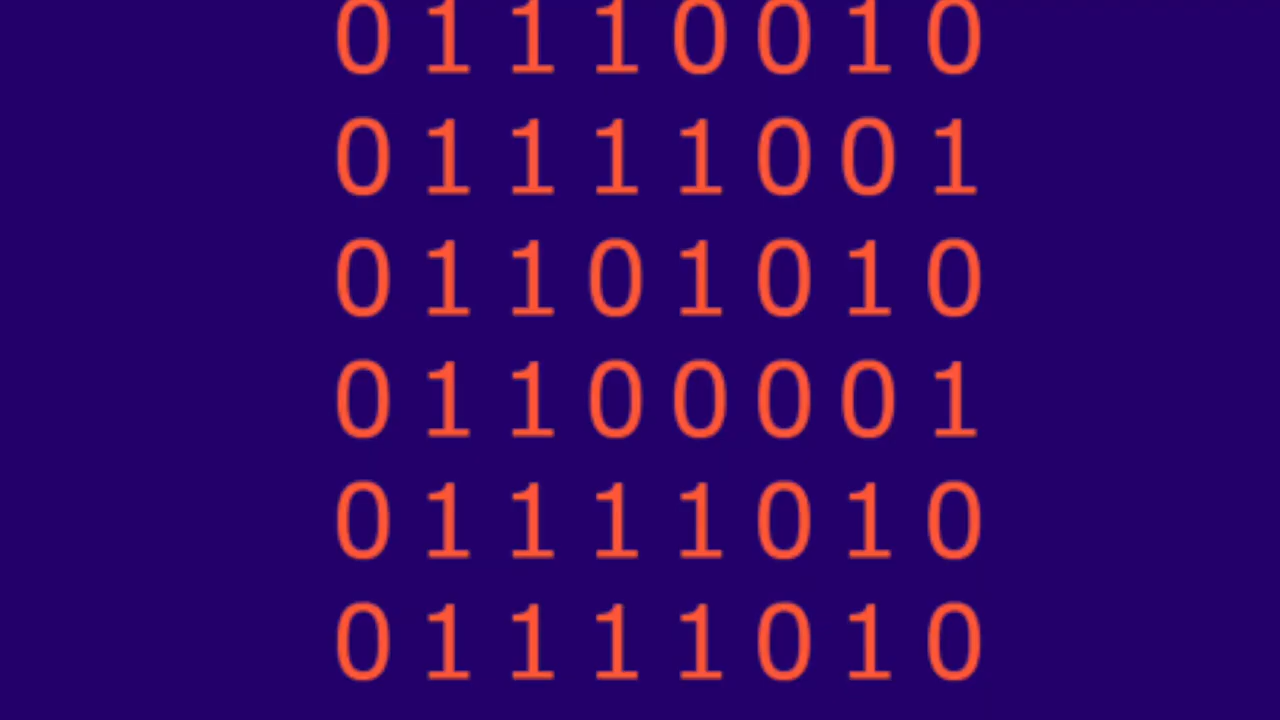 0 1 1 1 0 0 1 0
0 1 1 1 1 0 0 1
0 1 1 0 1 0 1 0
0 1 1 0 0 0 0 1
0 1 1 1 1 0 1 0
0 1 1 1 1 0 1 0